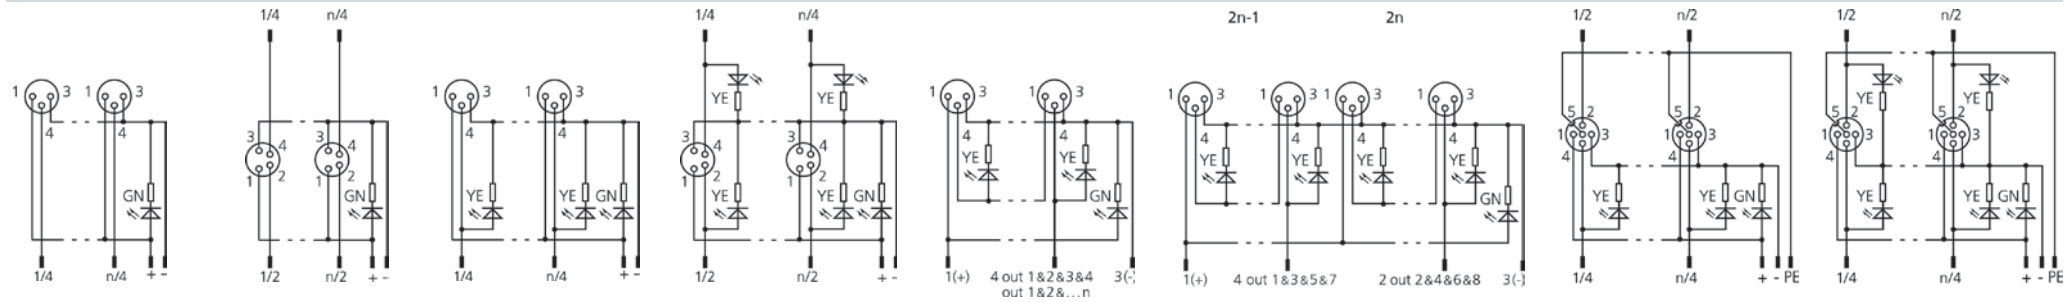 1/4 n/4 1/4 n/4 2n-1 2n 1/2 n/2 1/2 n/2
YE YE YE YE
1 3 1 3 1 3 1 3 1 3 1 3 1 3 1 3 1 3 1 3
5 2 5 2 5 2 5 2
4 4 3 4 3 4 4 4 3 4 3 4 4 4 4 4 4 4 1 3 1 3 1 3 1 3
YE YE YE YE YE YE
4 4 4 4
1 2 1 2 1 2 1 2
GN GN YE YE GN YE YE GN GN GN YE YE GN YE YE GN
1/4 n/4 + - 1/2 n/2 + - 1/4 n/4 + - 1/2 n/2 + - 1(+) 4 out 1&2&3&4 3(-) 1(+) 4 out 1&3&5&7 2 out 2&4&6&8 3(-) 1/4 n/4 + - PE 1/4 n/4 + - PE
out 1&2&...n